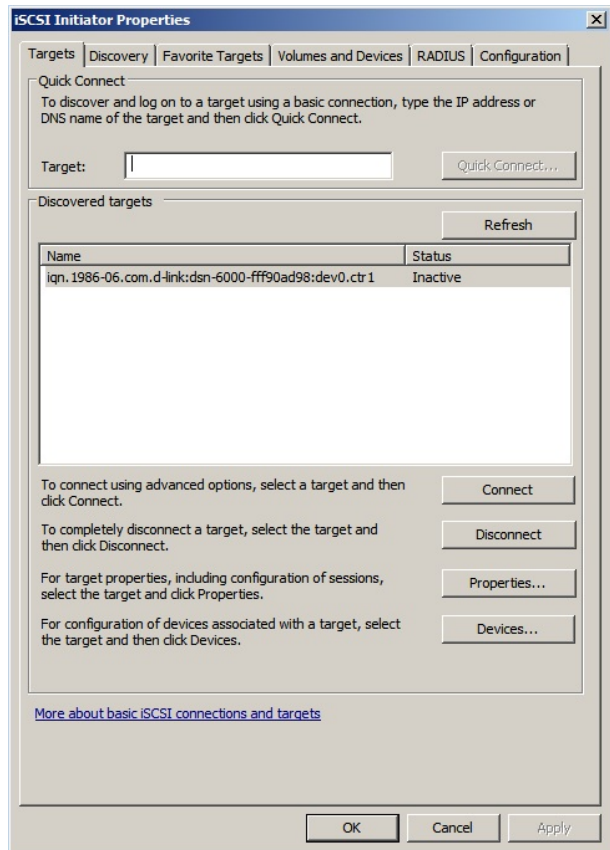 iSCSI Initiator Properties
Targets Discovery Favorite Targets Volumes and Devices RADIUS Configuration
Quick Connect
To discover and log on to a target using a basic connection, type the IP address or
DNS name of the target and then click Quick Connect.
Target: Quick Connect...
Discovered targets
Refresh
Name Status
iqn.1986-06.com.d-link:dsn-6000-fff90ad98:dev0.ctr1 Inactive
To connect using advanced options, select a target and then
click Connect.
Connect
To completely disconnect a target, select the target and
then click Disconnect.
Disconnect
For target properties, including configuration of sessions,
select the target and click Properties.
Properties...
For configuration of devices associated with a target, select
the target and then click Devices.
Devices...
More about basic iSCSI connections and targets
OK Cancel Apply